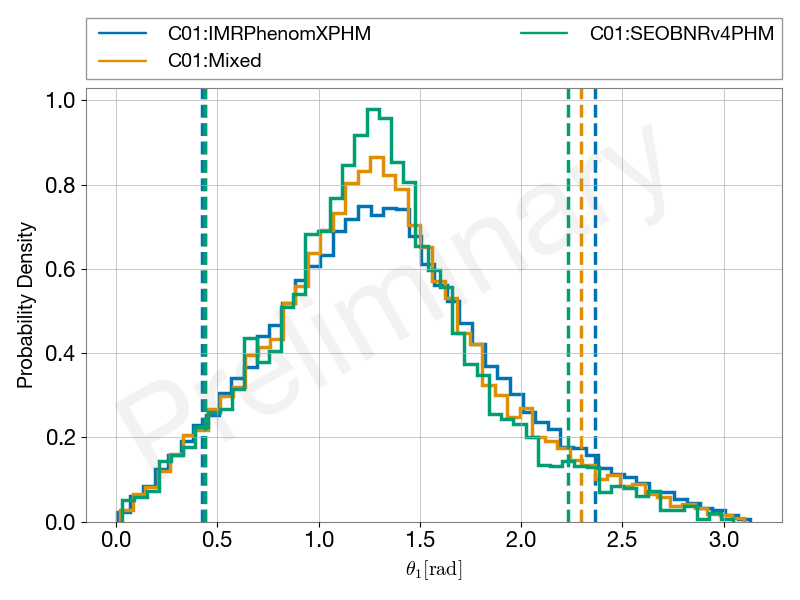 C01:IMRPhenomXPHM
C01:Mixed
C01:SEOBNRv4PHM
Preliminary
Probability Density
1.0
0.8
0.6
0.4
0.2
0.0
0.0 0.5 1.0 1.5 2.0 2.5 3.0
θ₁[rad]